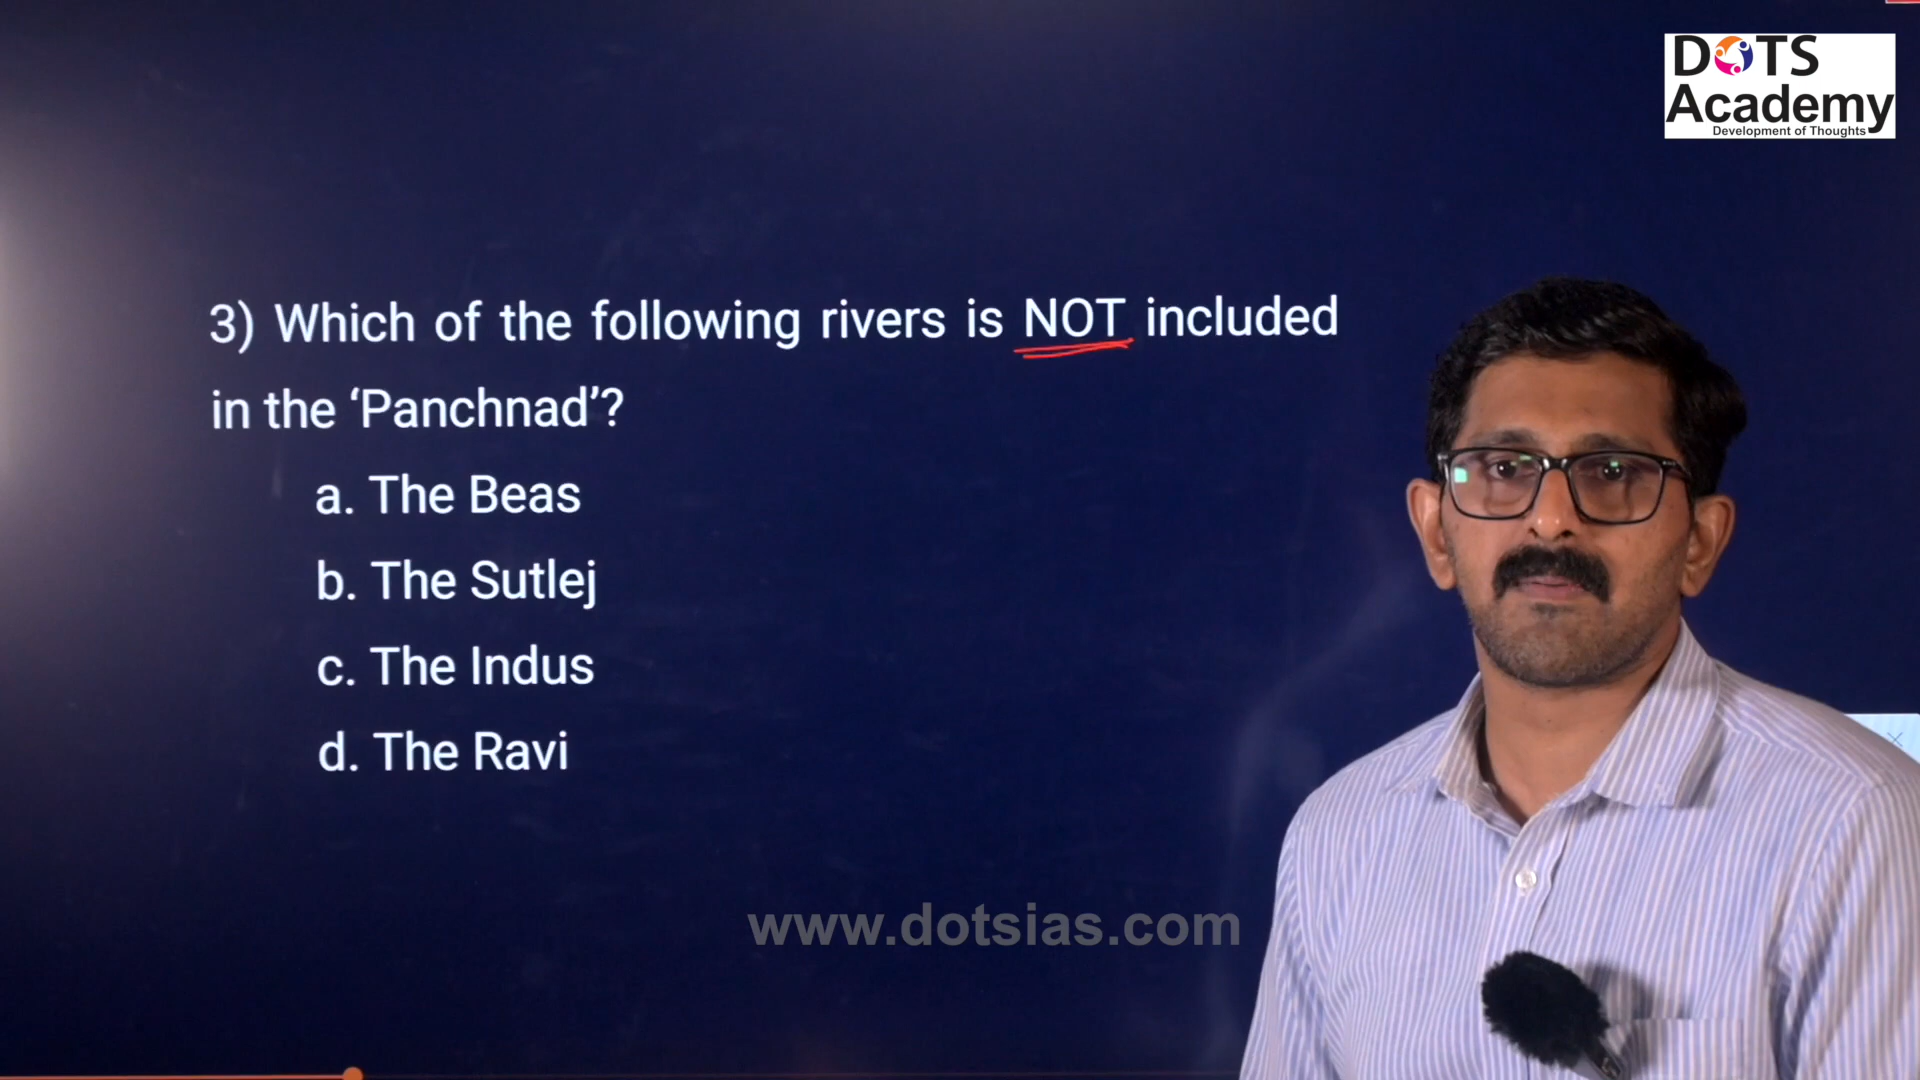 DOTS
Academy
Development of Thoughts
3) Which of the following rivers is NOT included
in the ‘Panchnad’?
a. The Beas
b. The Sutlej
c. The Indus
d. The Ravi
www.dotsias.com